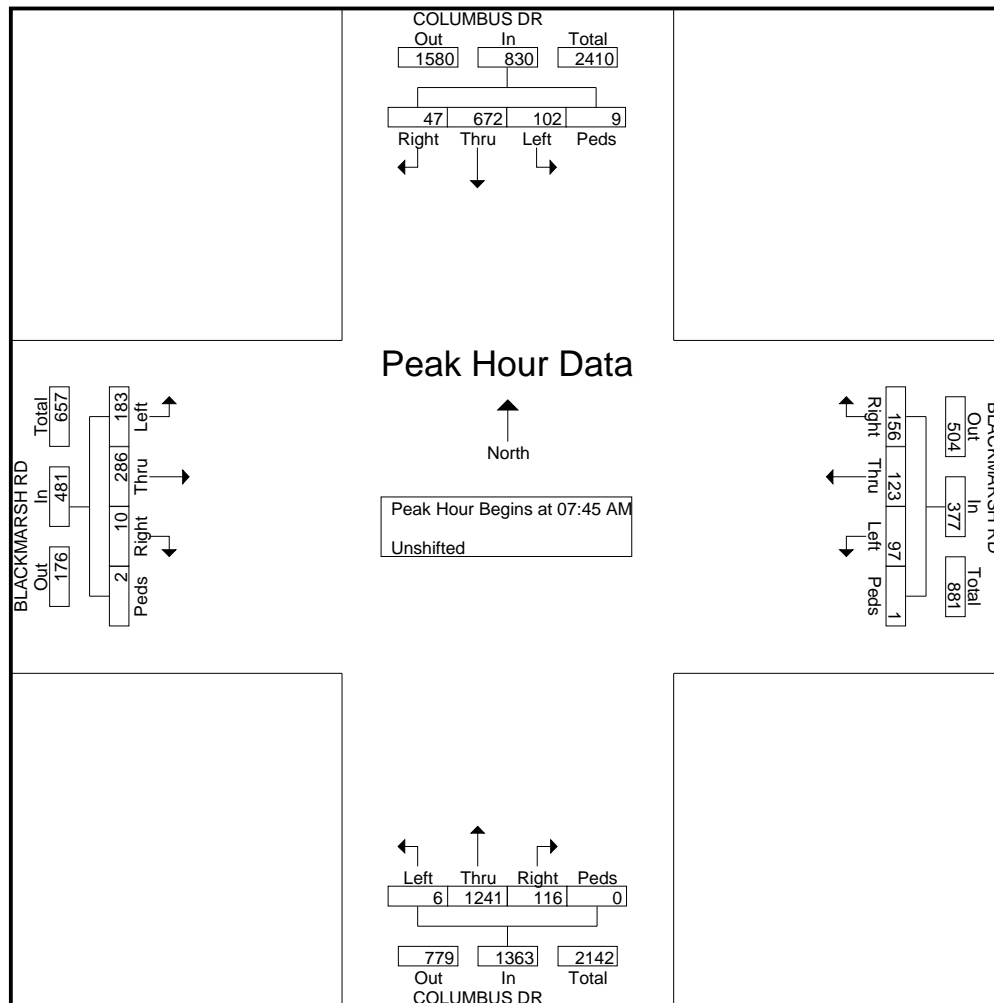 COLUMBUS DR
Out In Total
1580 830 2410
47 672 102 9
Right Thru Left Peds
Peak Hour Data
North
Peak Hour Begins at 07:45 AM
Unshifted
BLACKMARSH RD
Total In Out
657 481 176
183 286 10 2
Left Thru Right Peds
Right Thru Left Peds
156 123 97 1
504 377 881
Out In Total
BLACKMARSH RD
Left Thru Right Peds
6 1241 116 0
779 1363 2142
Out In Total
COLUMBUS DR